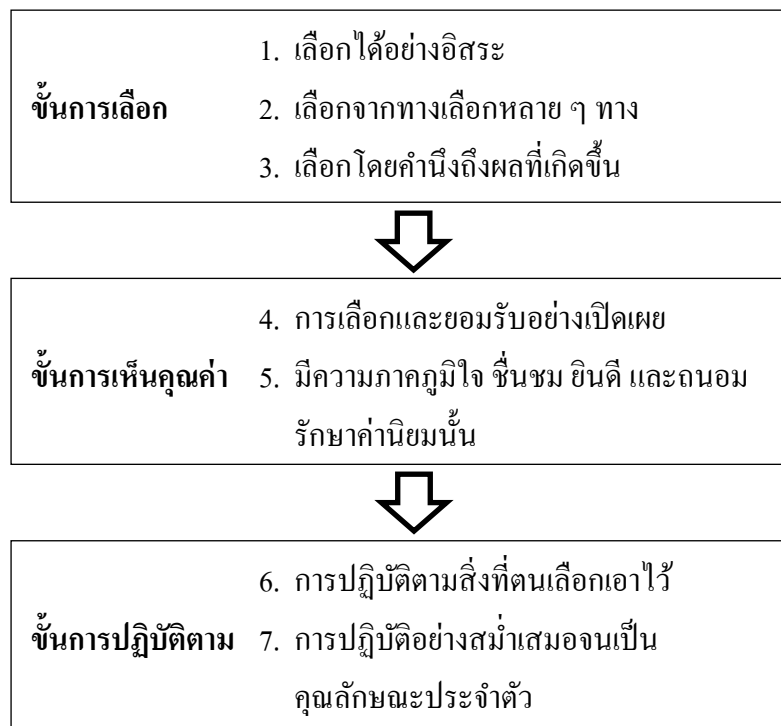 ขั้นการเลือก
1. เลือกได้อย่างอิสระ
2. เลือกจากทางเลือกหลาย ๆ ทาง
3. เลือกโดยคำนึงถึงผลที่เกิดขึ้น
ขั้นการเห็นคุณค่า
4. การเลือกและยอมรับอย่างเปิดเผย
5. มีความภาคภูมิใจ ชื่นชม ยินดี และถนอม
รักษาค่านิยมนั้น
ขั้นการปฏิบัติตาม
6. การปฏิบัติตามสิ่งที่ตนเลือกเอาไว้
7. การปฏิบัติอย่างสม่ำเสมอจนเป็น
คุณลักษณะประจำตัว